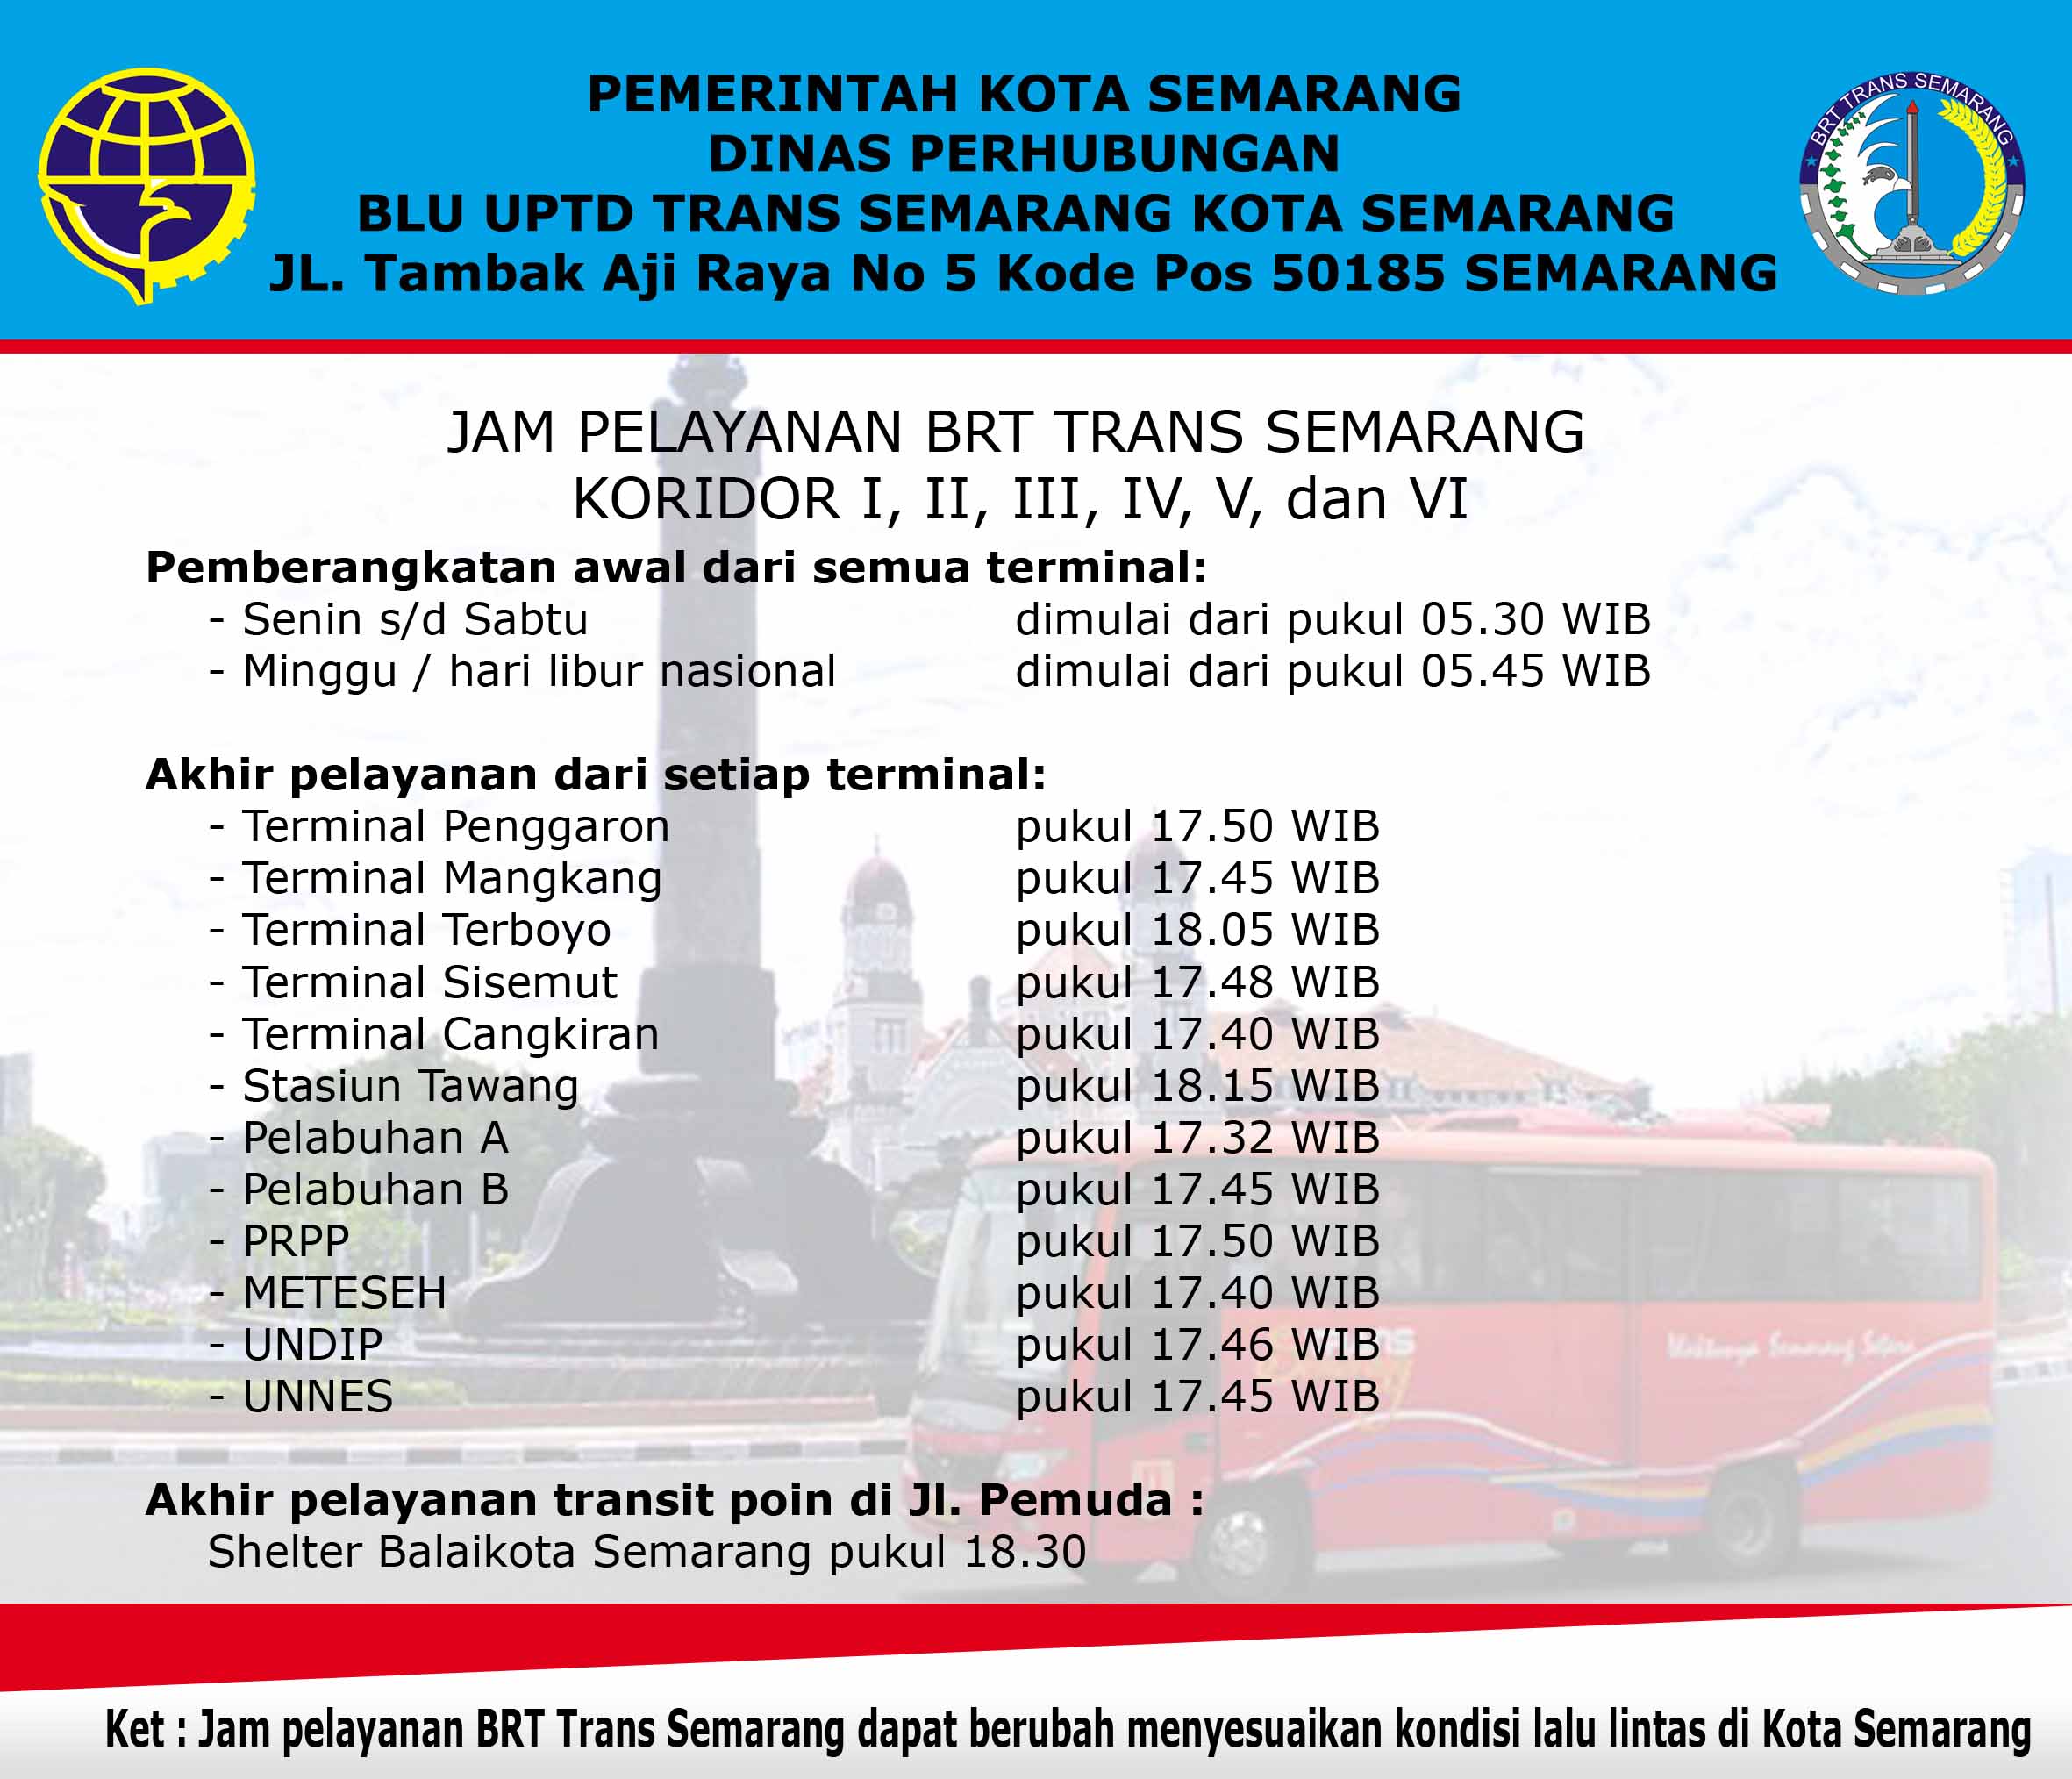 PEMERINTAH KOTA SEMARANG
DINAS PERHUBUNGAN
BLU UPTD TRANS SEMARANG KOTA SEMARANG
JL. Tambak Aji Raya No 5 Kode Pos 50185 SEMARANG
BRT TRANS SEMARANG
JAM PELAYANAN BRT TRANS SEMARANG
KORIDOR I, II, III, IV, V, dan VI
Pemberangkatan awal dari semua terminal:
- Senin s/d Sabtu dimulai dari pukul 05.30 WIB
- Minggu / hari libur nasional dimulai dari pukul 05.45 WIB
Akhir pelayanan dari setiap terminal:
- Terminal Penggaron pukul 17.50 WIB
- Terminal Mangkang pukul 17.45 WIB
- Terminal Terboyo pukul 18.05 WIB
- Terminal Sisemut pukul 17.48 WIB
- Terminal Cangkiran pukul 17.40 WIB
- Stasiun Tawang pukul 18.15 WIB
- Pelabuhan A pukul 17.32 WIB
- Pelabuhan B pukul 17.45 WIB
- PRPP pukul 17.50 WIB
- METESEH pukul 17.40 WIB
- UNDIP pukul 17.46 WIB
- UNNES pukul 17.45 WIB
Akhir pelayanan transit poin di Jl. Pemuda :
Shelter Balaikota Semarang pukul 18.30
Ket : Jam pelayanan BRT Trans Semarang dapat berubah menyesuaikan kondisi lalu lintas di Kota Semarang